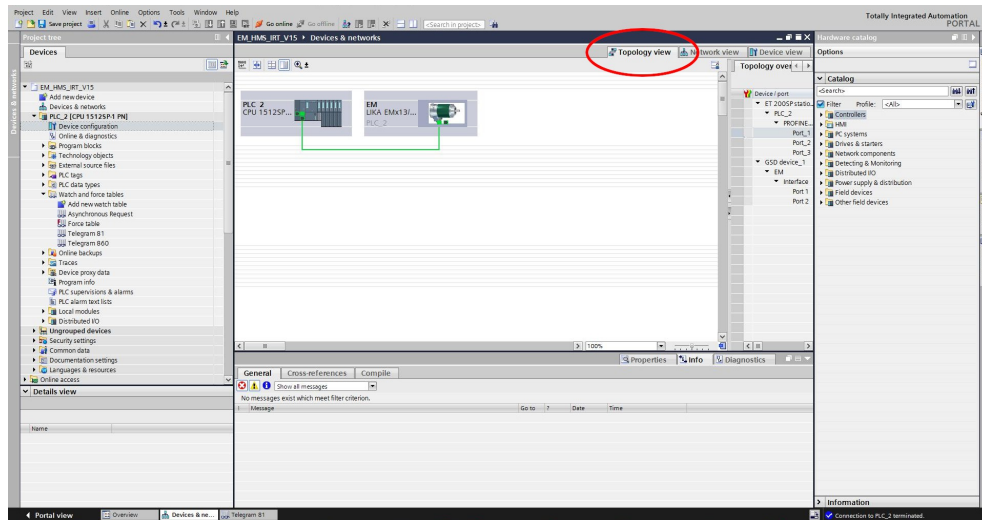 Project Edit View Insert Online Options Tools Window Help
Totally Integrated Automation
PORTAL
Save project
Go online
Go offline
<Search in project>
Project tree
EM_HMS_IRT_V15 ▸ Devices & networks
Hardware catalog
Devices
Topology view
Network view
Device view
Options
Devices & networks
EM_HMS_IRT_V15
Add new device
Devices & networks
PLC_2 [CPU 1512SP-1 PN]
Device configuration
Online & diagnostics
Program blocks
Technology objects
External source files
PLC tags
PLC data types
Watch and force tables
Add new watch table
Asynchronous Request
Force table
Telegram 81
Telegram 860
Online backups
Traces
Device proxy data
Program info
PLC supervisions & alarms
PLC alarm text lists
Local modules
Distributed I/O
Ungrouped devices
Security settings
Common data
Documentation settings
Languages & resources
Online access
Details view
Name
PLC_2
CPU 1512SP...
EM
LIKA EMx13/...
PLC_2
100%
Topology over
Device / port
ET 200SP statio...
PLC_2
PROFINE...
Port_1
Port_2
Port_3
GSD device_1
EM
Interface
Port 1
Port 2
Catalog
<Search>
Filter Profile: <All>
Controllers
HMI
PC systems
Drives & starters
Network components
Detecting & Monitoring
Distributed I/O
Power supply & distribution
Field devices
Other field devices
Information
Properties
Info
Diagnostics
General
Cross-references
Compile
Show all messages
No messages exist which meet filter criterion.
! Message Go to ? Date Time
Portal view
Overview
Devices & ne...
Telegram 81
Connection to PLC_2 terminated.